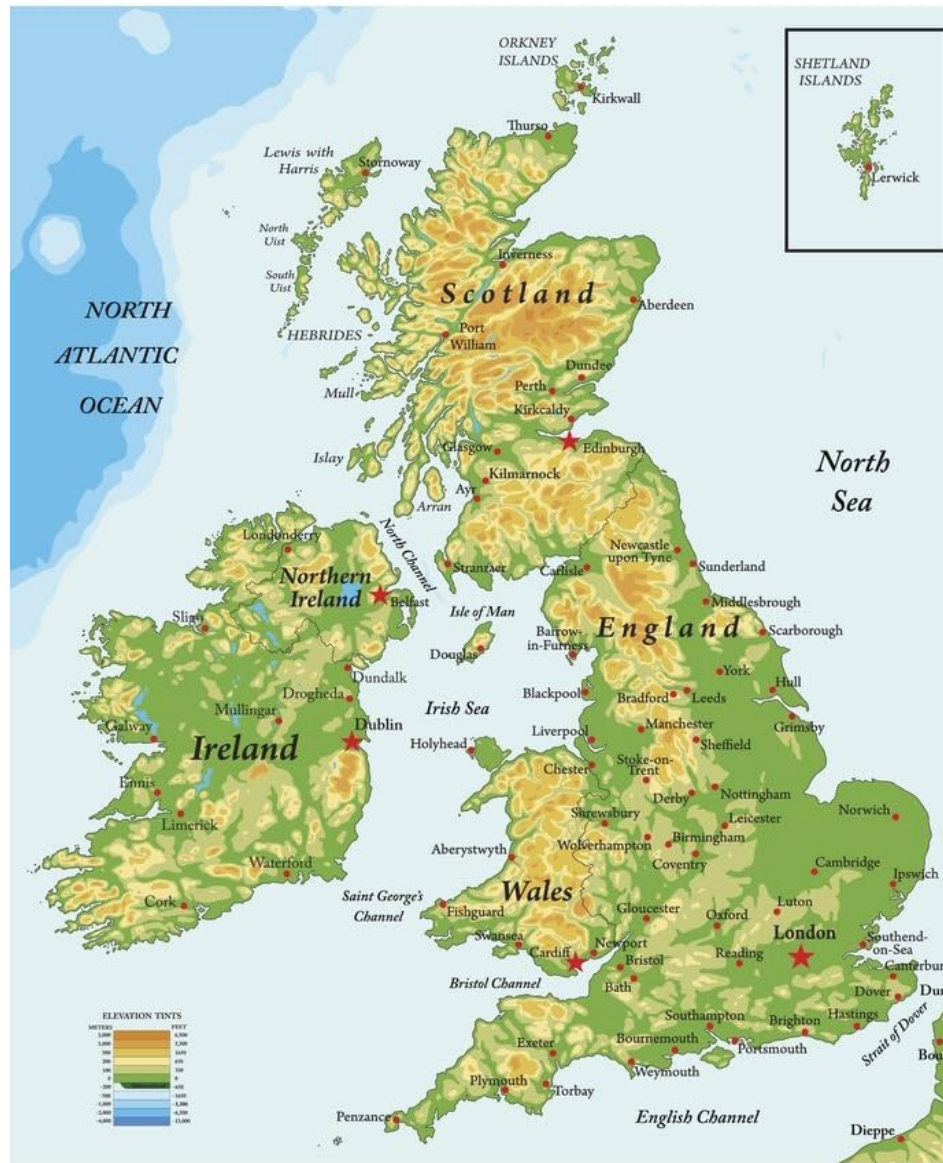 ORKNEY
ISLANDS
Kirkwall
Thurso
SHETLAND
ISLANDS
Lerwick
Lewis with
Harris
Stornoway
North
Uist
South
Uist
HEBRIDES
Inverness
Scotland
Aberdeen
NORTH
ATLANTIC
OCEAN
Port
William
Dundee
Perth
Kirkcaldy
Mull
Glasgow
Edinburgh
Islay
Kilmarnock
Ayr
Arran
North
Sea
North Channel
Londonderry
Northern
Ireland
Belfast
Stranraer
Carlisle
Newcastle
upon Tyne
Sunderland
Isle of Man
Douglas
Middlesbrough
England
Scarborough
Barrow-
in-Furness
Sligo
Dundalk
Drogheda
Mullingar
Dublin
Galway
Ireland
Irish Sea
York
Hull
Blackpool
Bradford
Leeds
Grimsby
Holyhead
Liverpool
Manchester
Sheffield
Chester
Stoke-on-
Trent
Derby
Nottingham
Ennis
Limerick
Norwich
Shrewsbury
Leicester
Wolverhampton
Birmingham
Coventry
Aberystwyth
Cambridge
Ipswich
Waterford
Cork
Saint George's
Channel
Wales
Fishguard
Gloucester
Oxford
Luton
London
Swansea
Cardiff
Newport
Bristol
Bath
Reading
Southend-
on-Sea
Canterbur
Bristol Channel
Dover
Dun
Strait of Dover
Southampton
Brighton
Hastings
Bournemouth
Portsmouth
Exeter
Weymouth
Bou
Plymouth
Torbay
Penzance
English Channel
Dieppe
ELEVATION TINTS
METERS FEET